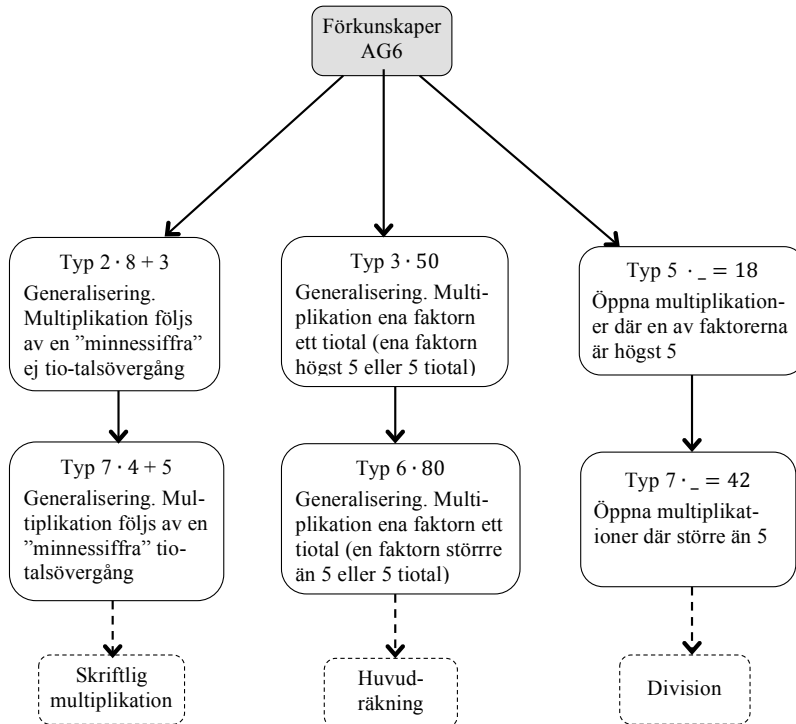 Förkunskaper
AG6
Typ 2 · 8 + 3
Generalisering.
Multiplikation följs
av en ”minnessiffra”
ej tio-talsövergång
Typ 3 · 50
Generalisering. Multi-
plikation ena faktorn
ett tiotal (ena faktorn
högst 5 eller 5 tiotal)
Typ 5 · _ = 18
Öppna multiplikation-
er där en av faktorerna
är högst 5
Typ 7 · 4 + 5
Generalisering. Mul-
tiplikation följs av en
”minnessiffra” tio-
talsövergång
Typ 6 · 80
Generalisering. Multi-
plikation ena faktorn ett
tiotal (en faktorn störrre
än 5 eller 5 tiotal)
Typ 7 · _ = 42
Öppna multiplikat-
ioner där större än 5
Skriftlig
multiplikation
Huvud-
räkning
Division